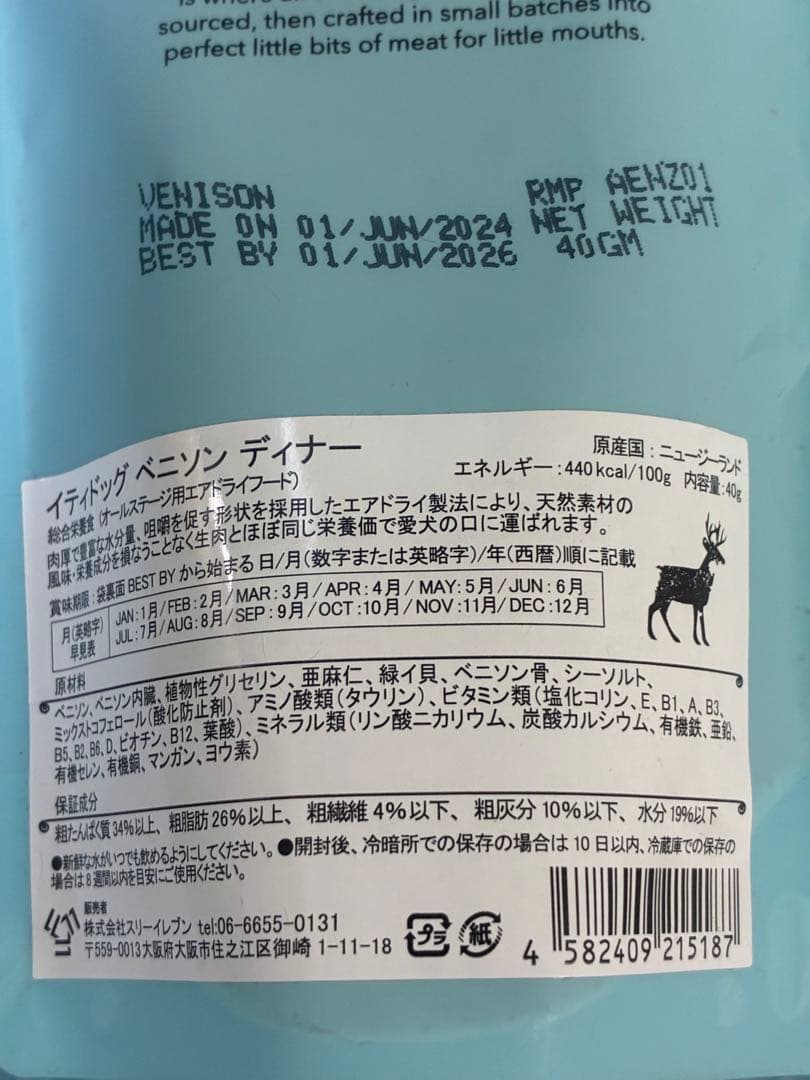 is where
sourced, then crafted in small batches into
perfect little bits of meat for little mouths.
VENISON RMP AENZ01
MADE ON 01/JUN/2024 NET WEIGHT
BEST BY 01/JUN/2026 40GM
イティドッグ ベニソン ディナー
原産国：ニュージーランド
総合栄養食 (オールステージ用エアドライフード)
エネルギー：440kcal/100g 内容量：40g
肉厚で豊富な水分量、咀嚼を促す形状を採用したエアドライ製法により、天然素材の
風味・栄養成分を損なうことなく生肉とほぼ同じ栄養価で愛犬の口に運ばれます。
賞味期限：袋裏面 BEST BY から始まる 日/月(数字または英略字)/年(西暦)順に記載
月(英略字)早見表
JAN：1月/FEB：2月/MAR：3月/APR：4月/MAY：5月/JUN：6月
JUL：7月/AUG：8月/SEP：9月/OCT：10月/NOV：11月/DEC：12月
原材料
ベニソン、ベニソン内臓、植物性グリセリン、亜麻仁、緑イ貝、ベニソン骨、シーソルト、
ミックストコフェロール(酸化防止剤)、アミノ酸類(タウリン)、ビタミン類(塩化コリン、E、B1、A、B3、
B5、B2、B6、D、ビオチン、B12、葉酸)、ミネラル類(リン酸ニカリウム、炭酸カルシウム、有機鉄、亜鉛、
有機セレン、有機銅、マンガン、ヨウ素)
保証成分
粗たんぱく質34%以上、粗脂肪26%以上、粗繊維4%以下、粗灰分10%以下、水分19%以下
●新鮮な水がいつでも飲めるようにしてください。●開封後、冷暗所での保存の場合は10日以内、冷蔵庫での保存の
場合は8週間以内を目安にご使用ください。
販売者
株式会社スリーイレブン tel:06-6655-0131
〒559-0013大阪府大阪市住之江区御崎 1-11-18
プラ 紙
4 582409 215187